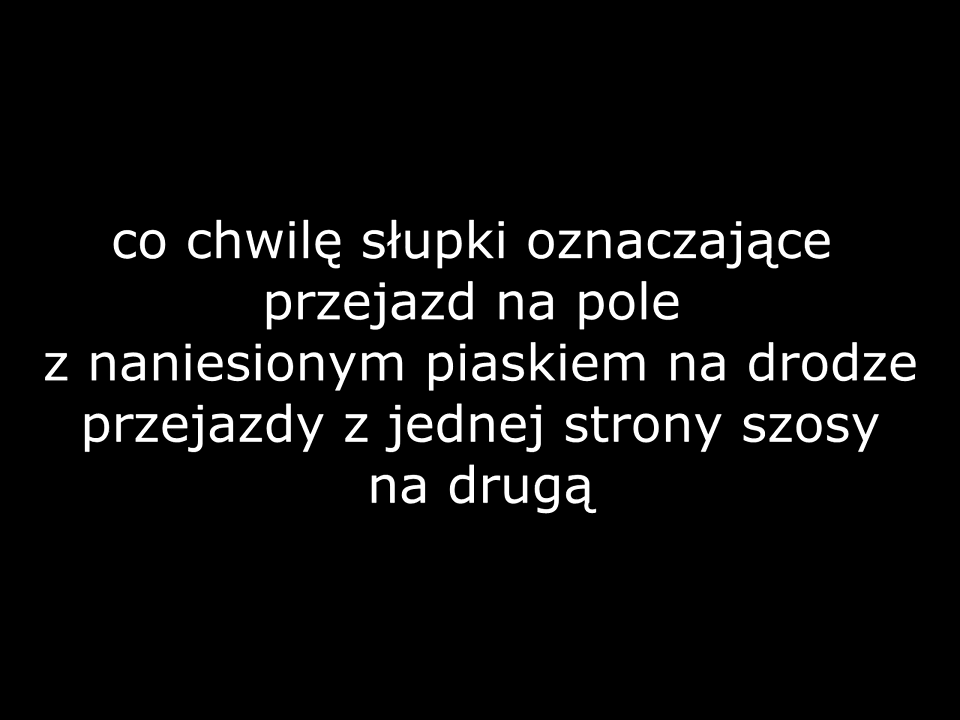 co chwilę słupki oznaczające
przejazd na pole
z naniesionym piaskiem na drodze
przejazdy z jednej strony szosy
na drugą